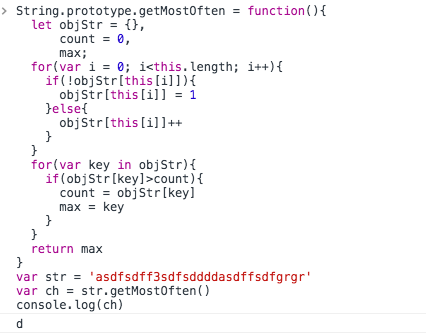 > String.prototype.getMostOften = function(){
    let objStr = {},
        count = 0,
        max;
    for(var i = 0; i<this.length; i++){
      if(!objStr[this[i]]){
        objStr[this[i]] = 1
      }else{
        objStr[this[i]]++
      }
    }
    for(var key in objStr){
      if(objStr[key]>count){
        count = objStr[key]
        max = key
      }
    }
    return max
  }
  var str = 'asdfsdff3sdfsddddasdffsdfgrgr'
  var ch = str.getMostOften()
  console.log(ch)
  d